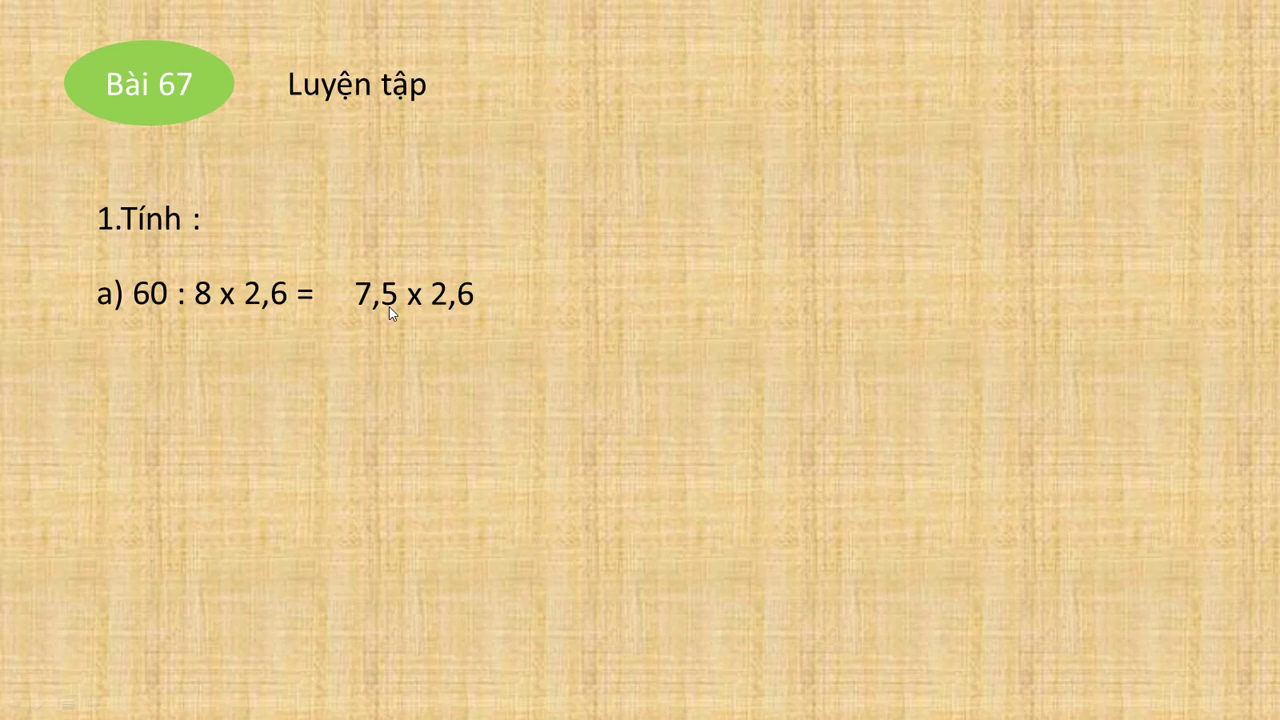 Bài 67 Luyện tập
1.Tính :
a) 60 : 8 x 2,6 = 7,5 x 2,6